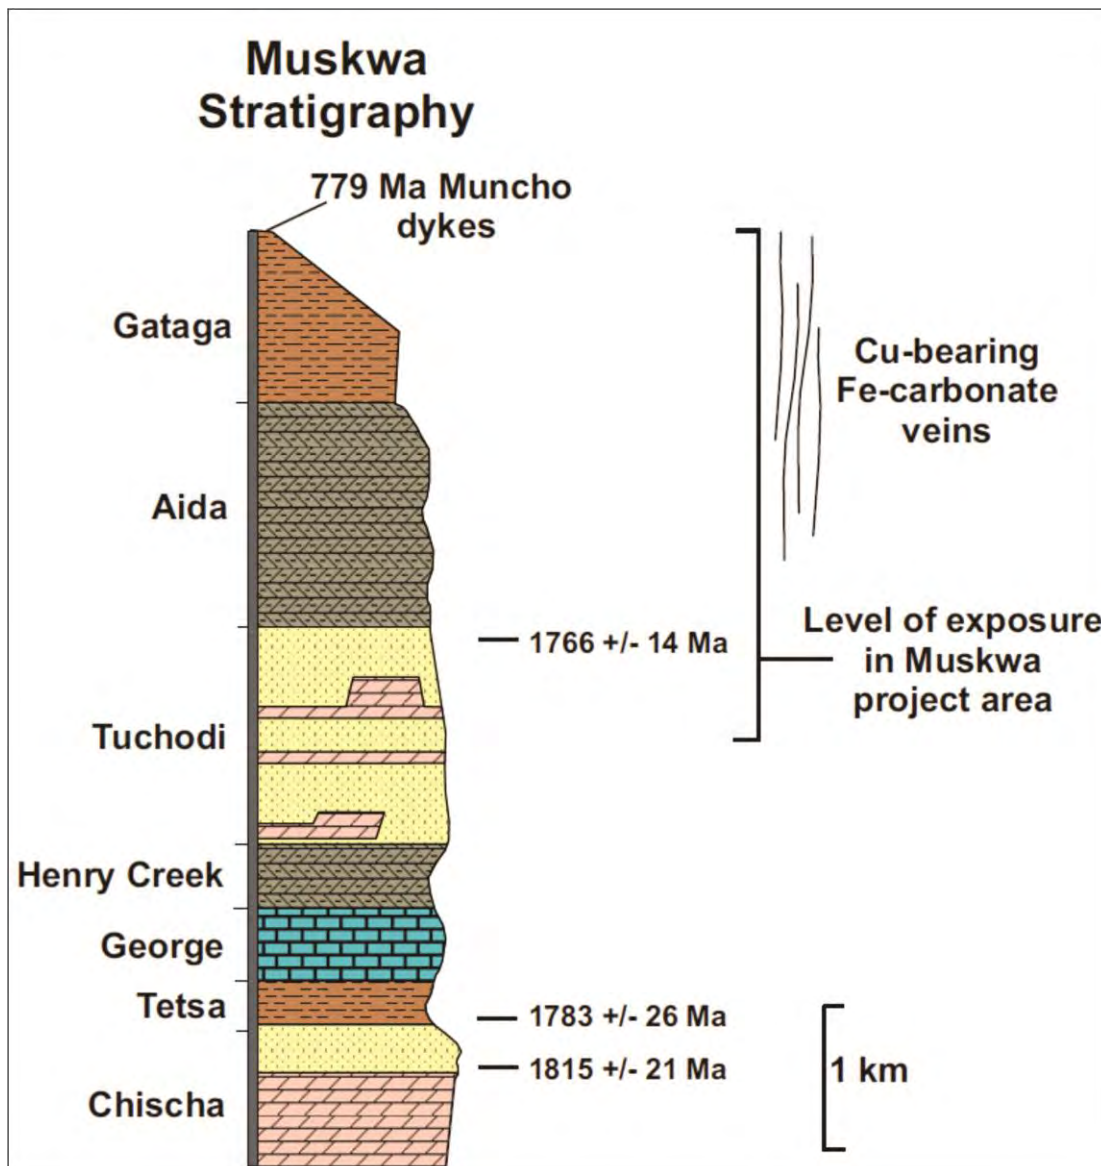 Muskwa
Stratigraphy
779 Ma Muncho
dykes
Gataga
Cu-bearing
Fe-carbonate
veins
Aida
1766 +/- 14 Ma
Level of exposure
in Muskwa
project area
Tuchodi
Henry Creek
George
Tetsa
1783 +/- 26 Ma
1815 +/- 21 Ma
1 km
Chischa